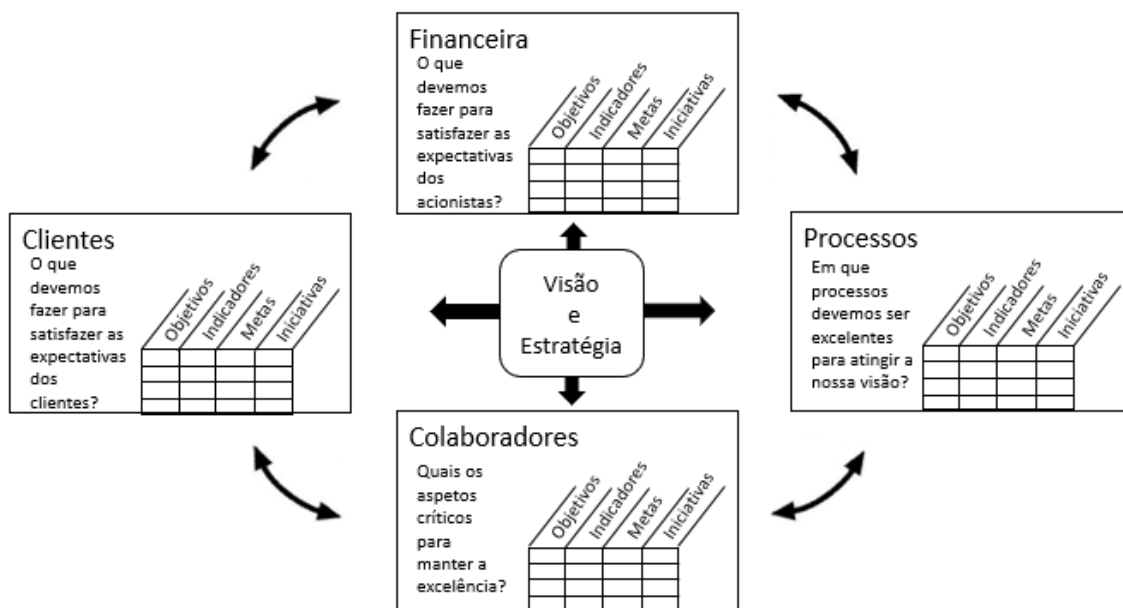 Financeira
O que
devemos
fazer para
satisfazer as
expectativas
dos
acionistas?
Objetivos
Indicadores
Metas
Iniciativas
Clientes
O que
devemos
fazer para
satisfazer as
expectativas
dos
clientes?
Objetivos
Indicadores
Metas
Iniciativas
Visão
e
Estratégia
Processos
Em que
processos
devemos ser
excelentes
para atingir a
nossa visão?
Objetivos
Indicadores
Metas
Iniciativas
Colaboradores
Quais os
aspetos
críticos
para
manter a
excelência?
Objetivos
Indicadores
Metas
Iniciativas